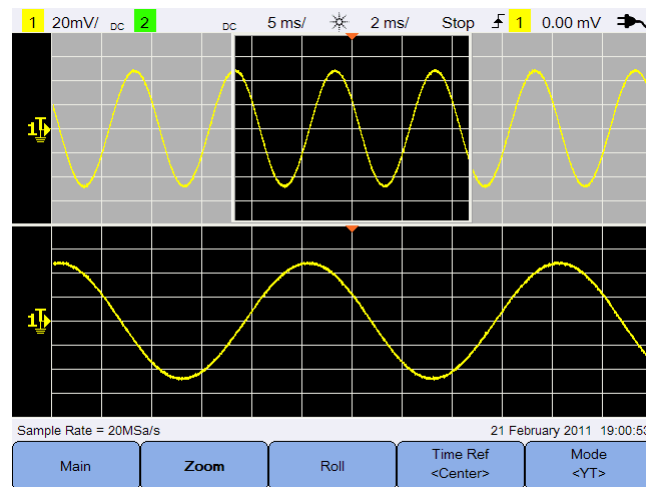 1 20mV/ DC 2 DC 5 ms/ 2 ms/ Stop 1 0.00 mV
1
1
Sample Rate = 20MSa/s 21 February 2011 19:00:53
Main Zoom Roll Time Ref <Center> Mode <YT>